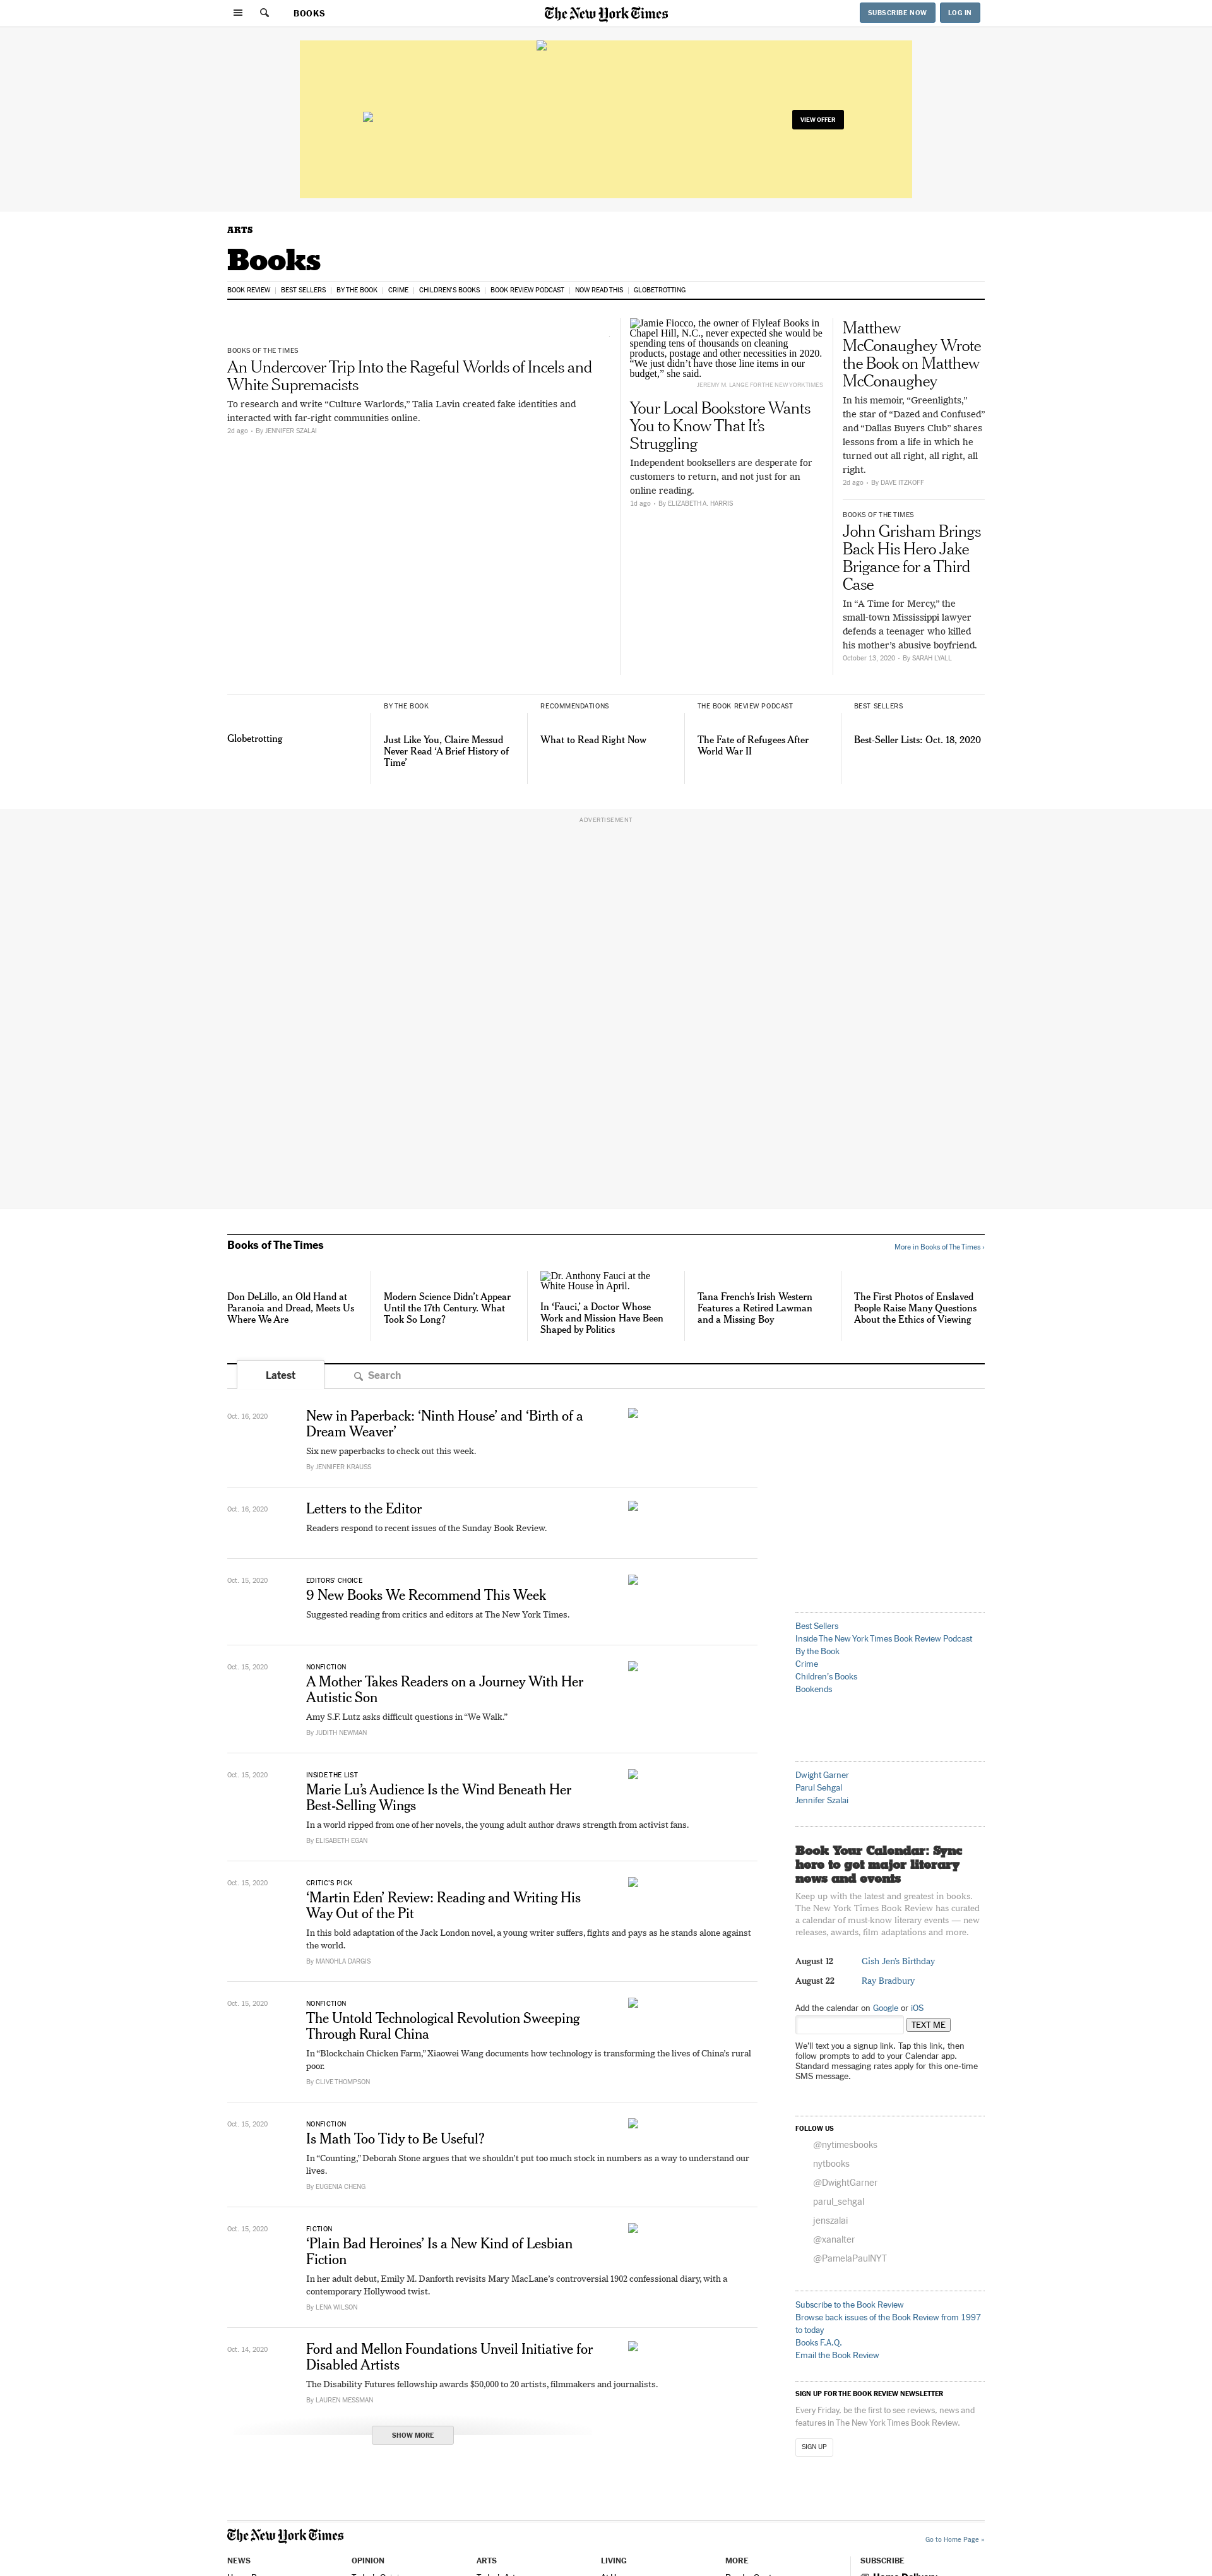 BOOKS
The New York Times
SUBSCRIBE NOW
LOG IN
VIEW OFFER
ARTS
Books
BOOK REVIEW | BEST SELLERS | BY THE BOOK | CRIME | CHILDREN'S BOOKS | BOOK REVIEW PODCAST | NOW READ THIS | GLOBETROTTING
BOOKS OF THE TIMES
An Undercover Trip Into the Rageful Worlds of Incels and
White Supremacists
To research and write “Culture Warlords,” Talia Lavin created fake identities and
interacted with far-right communities online.
2d ago • By JENNIFER SZALAI
Jamie Fiocco, the owner of Flyleaf Books in
Chapel Hill, N.C., never expected she would be
spending tens of thousands on cleaning
products, postage and other necessities in 2020.
“We just didn’t have those line items in our
budget,” she said.
JEREMY M. LANGE FOR THE NEW YORK TIMES
Your Local Bookstore Wants
You to Know That It’s
Struggling
Independent booksellers are desperate for
customers to return, and not just for an
online reading.
1d ago • By ELIZABETH A. HARRIS
Matthew
McConaughey Wrote
the Book on Matthew
McConaughey
In his memoir, “Greenlights,”
the star of “Dazed and Confused”
and “Dallas Buyers Club” shares
lessons from a life in which he
turned out all right, all right, all
right.
2d ago • By DAVE ITZKOFF
BOOKS OF THE TIMES
John Grisham Brings
Back His Hero Jake
Brigance for a Third
Case
In “A Time for Mercy,” the
small-town Mississippi lawyer
defends a teenager who killed
his mother’s abusive boyfriend.
October 13, 2020 • By SARAH LYALL
Globetrotting
BY THE BOOK
Just Like You, Claire Messud
Never Read ‘A Brief History of
Time’
RECOMMENDATIONS
What to Read Right Now
THE BOOK REVIEW PODCAST
The Fate of Refugees After
World War II
BEST SELLERS
Best-Seller Lists: Oct. 18, 2020
ADVERTISEMENT
Books of The Times
More in Books of The Times ›
Don DeLillo, an Old Hand at
Paranoia and Dread, Meets Us
Where We Are
Modern Science Didn’t Appear
Until the 17th Century. What
Took So Long?
Dr. Anthony Fauci at the
White House in April.
In ‘Fauci,’ a Doctor Whose
Work and Mission Have Been
Shaped by Politics
Tana French’s Irish Western
Features a Retired Lawman
and a Missing Boy
The First Photos of Enslaved
People Raise Many Questions
About the Ethics of Viewing
Latest
Search
Oct. 16, 2020
New in Paperback: ‘Ninth House’ and ‘Birth of a
Dream Weaver’
Six new paperbacks to check out this week.
By JENNIFER KRAUSS
Oct. 16, 2020
Letters to the Editor
Readers respond to recent issues of the Sunday Book Review.
Oct. 15, 2020
EDITORS’ CHOICE
9 New Books We Recommend This Week
Suggested reading from critics and editors at The New York Times.
Oct. 15, 2020
NONFICTION
A Mother Takes Readers on a Journey With Her
Autistic Son
Amy S.F. Lutz asks difficult questions in “We Walk.”
By JUDITH NEWMAN
Oct. 15, 2020
INSIDE THE LIST
Marie Lu’s Audience Is the Wind Beneath Her
Best-Selling Wings
In a world ripped from one of her novels, the young adult author draws strength from activist fans.
By ELISABETH EGAN
Oct. 15, 2020
CRITIC’S PICK
‘Martin Eden’ Review: Reading and Writing His
Way Out of the Pit
In this bold adaptation of the Jack London novel, a young writer suffers, fights and pays as he stands alone against
the world.
By MANOHLA DARGIS
Oct. 15, 2020
NONFICTION
The Untold Technological Revolution Sweeping
Through Rural China
In “Blockchain Chicken Farm,” Xiaowei Wang documents how technology is transforming the lives of China’s rural
poor.
By CLIVE THOMPSON
Oct. 15, 2020
NONFICTION
Is Math Too Tidy to Be Useful?
In “Counting,” Deborah Stone argues that we shouldn’t put too much stock in numbers as a way to understand our
lives.
By EUGENIA CHENG
Oct. 15, 2020
FICTION
‘Plain Bad Heroines’ Is a New Kind of Lesbian
Fiction
In her adult debut, Emily M. Danforth revisits Mary MacLane’s controversial 1902 confessional diary, with a
contemporary Hollywood twist.
By LENA WILSON
Oct. 14, 2020
Ford and Mellon Foundations Unveil Initiative for
Disabled Artists
The Disability Futures fellowship awards $50,000 to 20 artists, filmmakers and journalists.
By LAUREN MESSMAN
SHOW MORE
Best Sellers
Inside The New York Times Book Review Podcast
By the Book
Crime
Children’s Books
Bookends
Dwight Garner
Parul Sehgal
Jennifer Szalai
Book Your Calendar: Sync
here to get major literary
news and events
Keep up with the latest and greatest in books.
The New York Times Book Review has curated
a calendar of must-know literary events — new
releases, awards, film adaptations and more.
August 12 Gish Jen’s Birthday
August 22 Ray Bradbury
Add the calendar on Google or iOS
TEXT ME
We’ll text you a signup link. Tap this link, then
follow prompts to add to your Calendar app.
Standard messaging rates apply for this one-time
SMS message.
FOLLOW US
@nytimesbooks
nytbooks
@DwightGarner
parul_sehgal
jenszalai
@xanalter
@PamelaPaulNYT
Subscribe to the Book Review
Browse back issues of the Book Review from 1997
to today
Books F.A.Q.
Email the Book Review
SIGN UP FOR THE BOOK REVIEW NEWSLETTER
Every Friday, be the first to see reviews, news and
features in The New York Times Book Review.
SIGN UP
The New York Times
Go to Home Page »
NEWS
OPINION
ARTS
LIVING
MORE
SUBSCRIBE